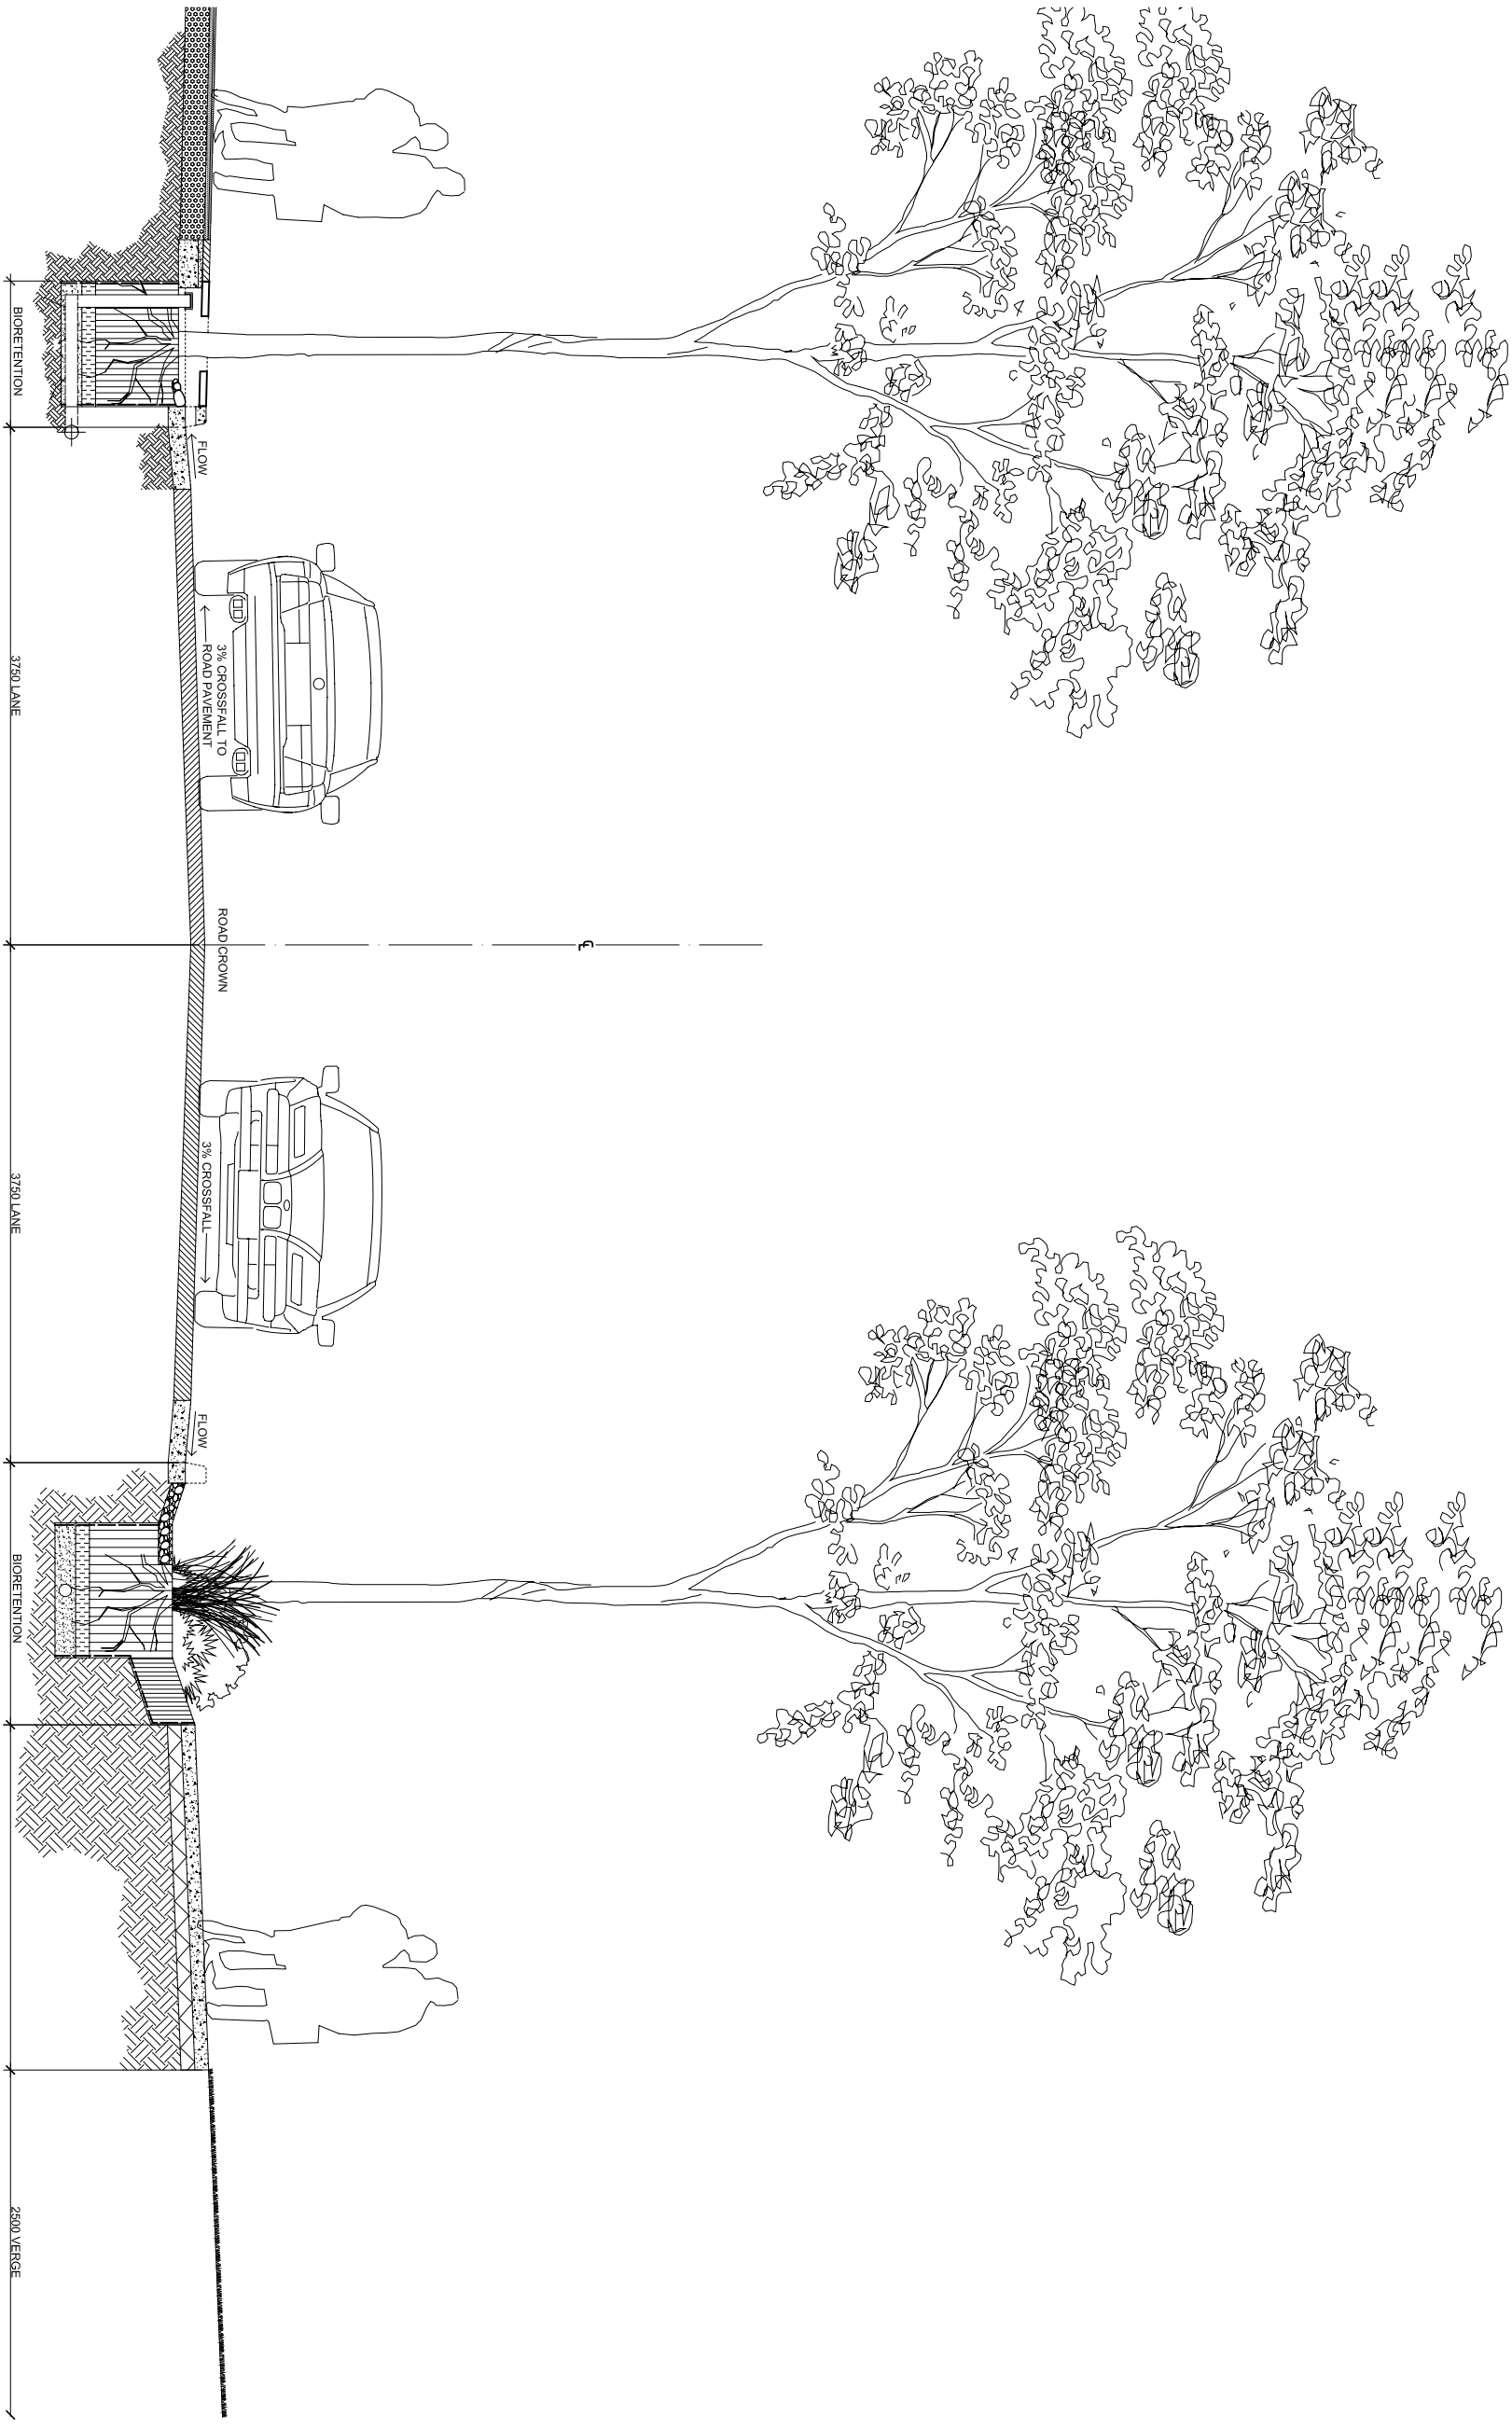 ℄
ROAD CROWN
FLOW
3% CROSSFALL TO
ROAD PAVEMENT
3% CROSSFALL
FLOW
BIORETENTION
3750 LANE
3750 LANE
BIORETENTION
2500 VERGE